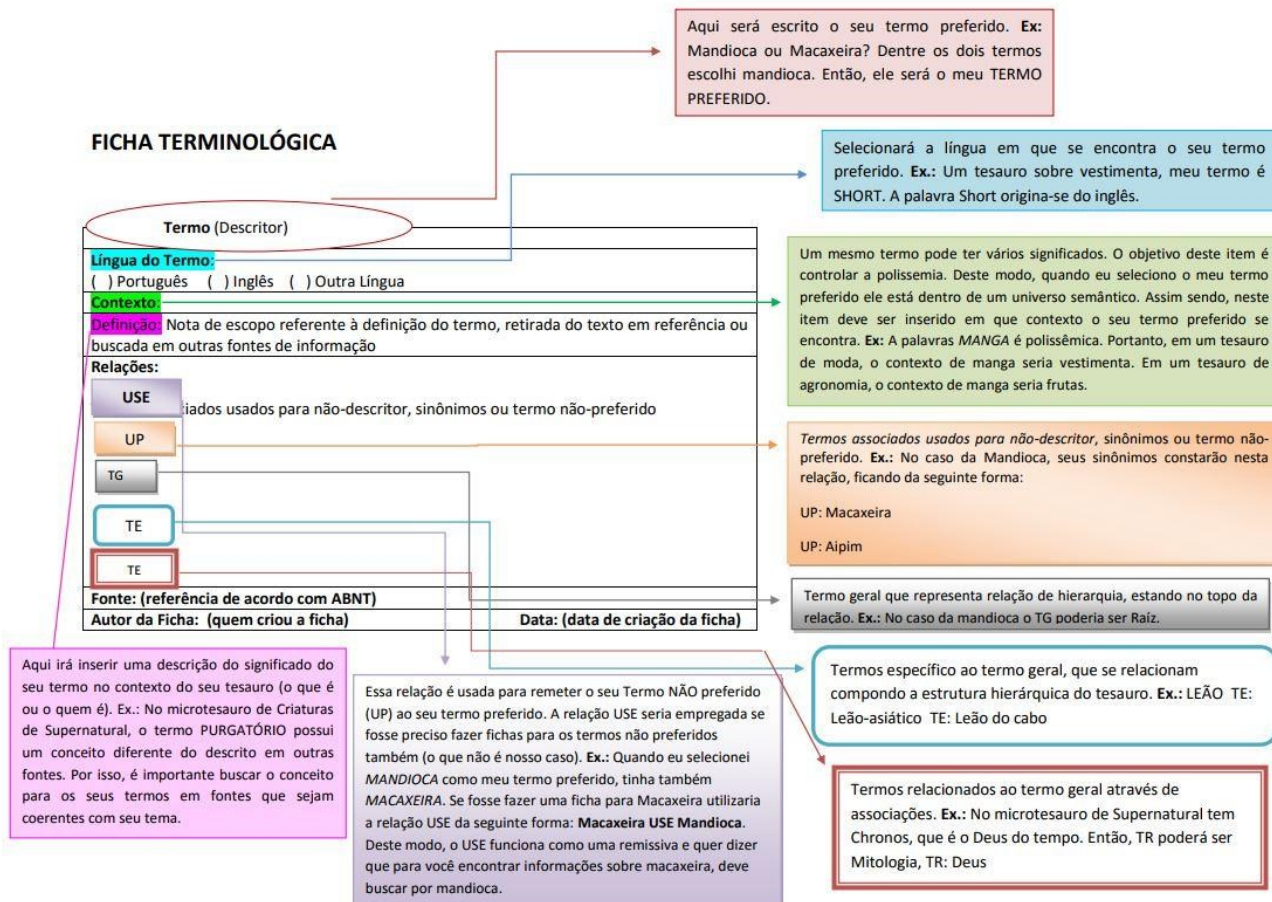 Aqui será escrito o seu termo preferido. Ex:
Mandioca ou Macaxeira? Dentre os dois termos
escolhi mandioca. Então, ele será o meu TERMO
PREFERIDO.
FICHA TERMINOLÓGICA
Selecionará a língua em que se encontra o seu termo
preferido. Ex.: Um tesauro sobre vestimenta, meu termo é
SHORT. A palavra Short origina-se do inglês.
Termo (Descritor)
Língua do Termo:
( ) Português ( ) Inglês ( ) Outra Língua
Contexto:
Definição: Nota de escopo referente à definição do termo, retirada do texto em referência ou
buscada em outras fontes de informação
Relações:
USE
ciados usados para não-descritor, sinônimos ou termo não-preferido
UP
TG
TE
TE
Fonte: (referência de acordo com ABNT)
Autor da Ficha: (quem criou a ficha) Data: (data de criação da ficha)
Um mesmo termo pode ter vários significados. O objetivo deste item é
controlar a polissemia. Deste modo, quando eu seleciono o meu termo
preferido ele está dentro de um universo semântico. Assim sendo, neste
item deve ser inserido em que contexto o seu termo preferido se
encontra. Ex: A palavras MANGA é polissêmica. Portanto, em um tesauro
de moda, o contexto de manga seria vestimenta. Em um tesauro de
agronomia, o contexto de manga seria frutas.
Termos associados usados para não-descritor, sinônimos ou termo não-
preferido. Ex.: No caso da Mandioca, seus sinônimos constarão nesta
relação, ficando da seguinte forma:
UP: Macaxeira
UP: Aipim
Termo geral que representa relação de hierarquia, estando no topo da
relação. Ex.: No caso da mandioca o TG poderia ser Raíz.
Aqui irá inserir uma descrição do significado do
seu termo no contexto do seu tesauro (o que é
ou o quem é). Ex.: No microtesauro de Criaturas
de Supernatural, o termo PURGATÓRIO possui
um conceito diferente do descrito em outras
fontes. Por isso, é importante buscar o conceito
para os seus termos em fontes que sejam
coerentes com seu tema.
Essa relação é usada para remeter o seu Termo NÃO preferido
(UP) ao seu termo preferido. A relação USE seria empregada se
fosse preciso fazer fichas para os termos não preferidos
também (o que não é nosso caso). Ex.: Quando eu selecionei
MANDIOCA como meu termo preferido, tinha também
MACAXEIRA. Se fosse fazer uma ficha para Macaxeira utilizaria
a relação USE da seguinte forma: Macaxeira USE Mandioca.
Deste modo, o USE funciona como uma remissiva e quer dizer
que para você encontrar informações sobre macaxeira, deve
buscar por mandioca.
Termos específico ao termo geral, que se relacionam
compondo a estrutura hierárquica do tesauro. Ex.: LEÃO TE:
Leão-asiático TE: Leão do cabo
Termos relacionados ao termo geral através de
associações. Ex.: No microtesauro de Supernatural tem
Chronos, que é o Deus do tempo. Então, TR poderá ser
Mitologia, TR: Deus